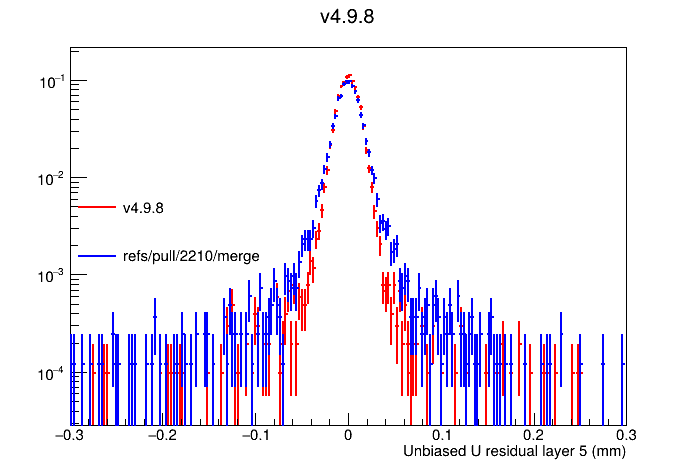 v4.9.8
10⁻¹
10⁻²
v4.9.8
refs/pull/2210/merge
10⁻³
10⁻⁴
−0.3 −0.2 −0.1 0 0.1 0.2 0.3
Unbiased U residual layer 5 (mm)